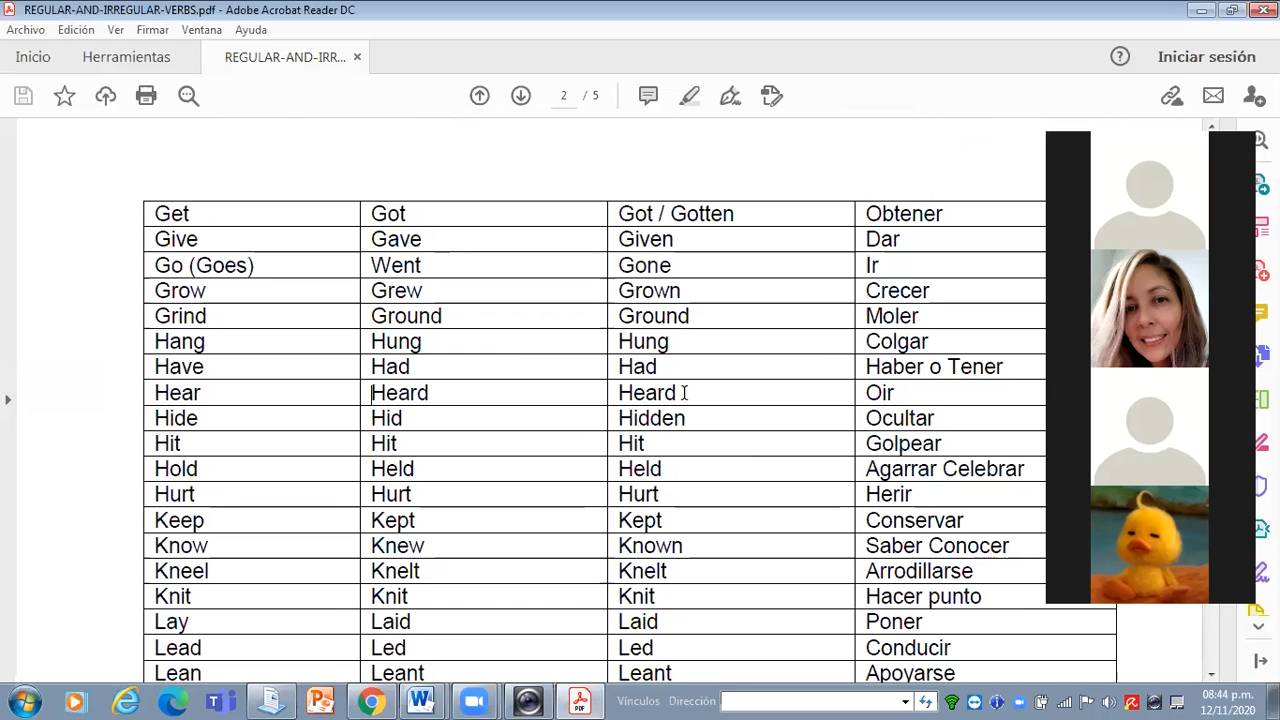 REGULAR-AND-IRREGULAR-VERBS.pdf - Adobe Acrobat Reader DC
Archivo Edición Ver Firmar Ventana Ayuda
Inicio Herramientas REGULAR-AND-IRR... × Iniciar sesión
2 / 5
Get Got Got / Gotten Obtener
Give Gave Given Dar
Go (Goes) Went Gone Ir
Grow Grew Grown Crecer
Grind Ground Ground Moler
Hang Hung Hung Colgar
Have Had Had Haber o Tener
Hear Heard Heard Oir
Hide Hid Hidden Ocultar
Hit Hit Hit Golpear
Hold Held Held Agarrar Celebrar
Hurt Hurt Hurt Herir
Keep Kept Kept Conservar
Know Knew Known Saber Conocer
Kneel Knelt Knelt Arrodillarse
Knit Knit Knit Hacer punto
Lay Laid Laid Poner
Lead Led Led Conducir
Lean Leant Leant Apoyarse
Vínculos Dirección 08:44 p.m.
12/11/2020